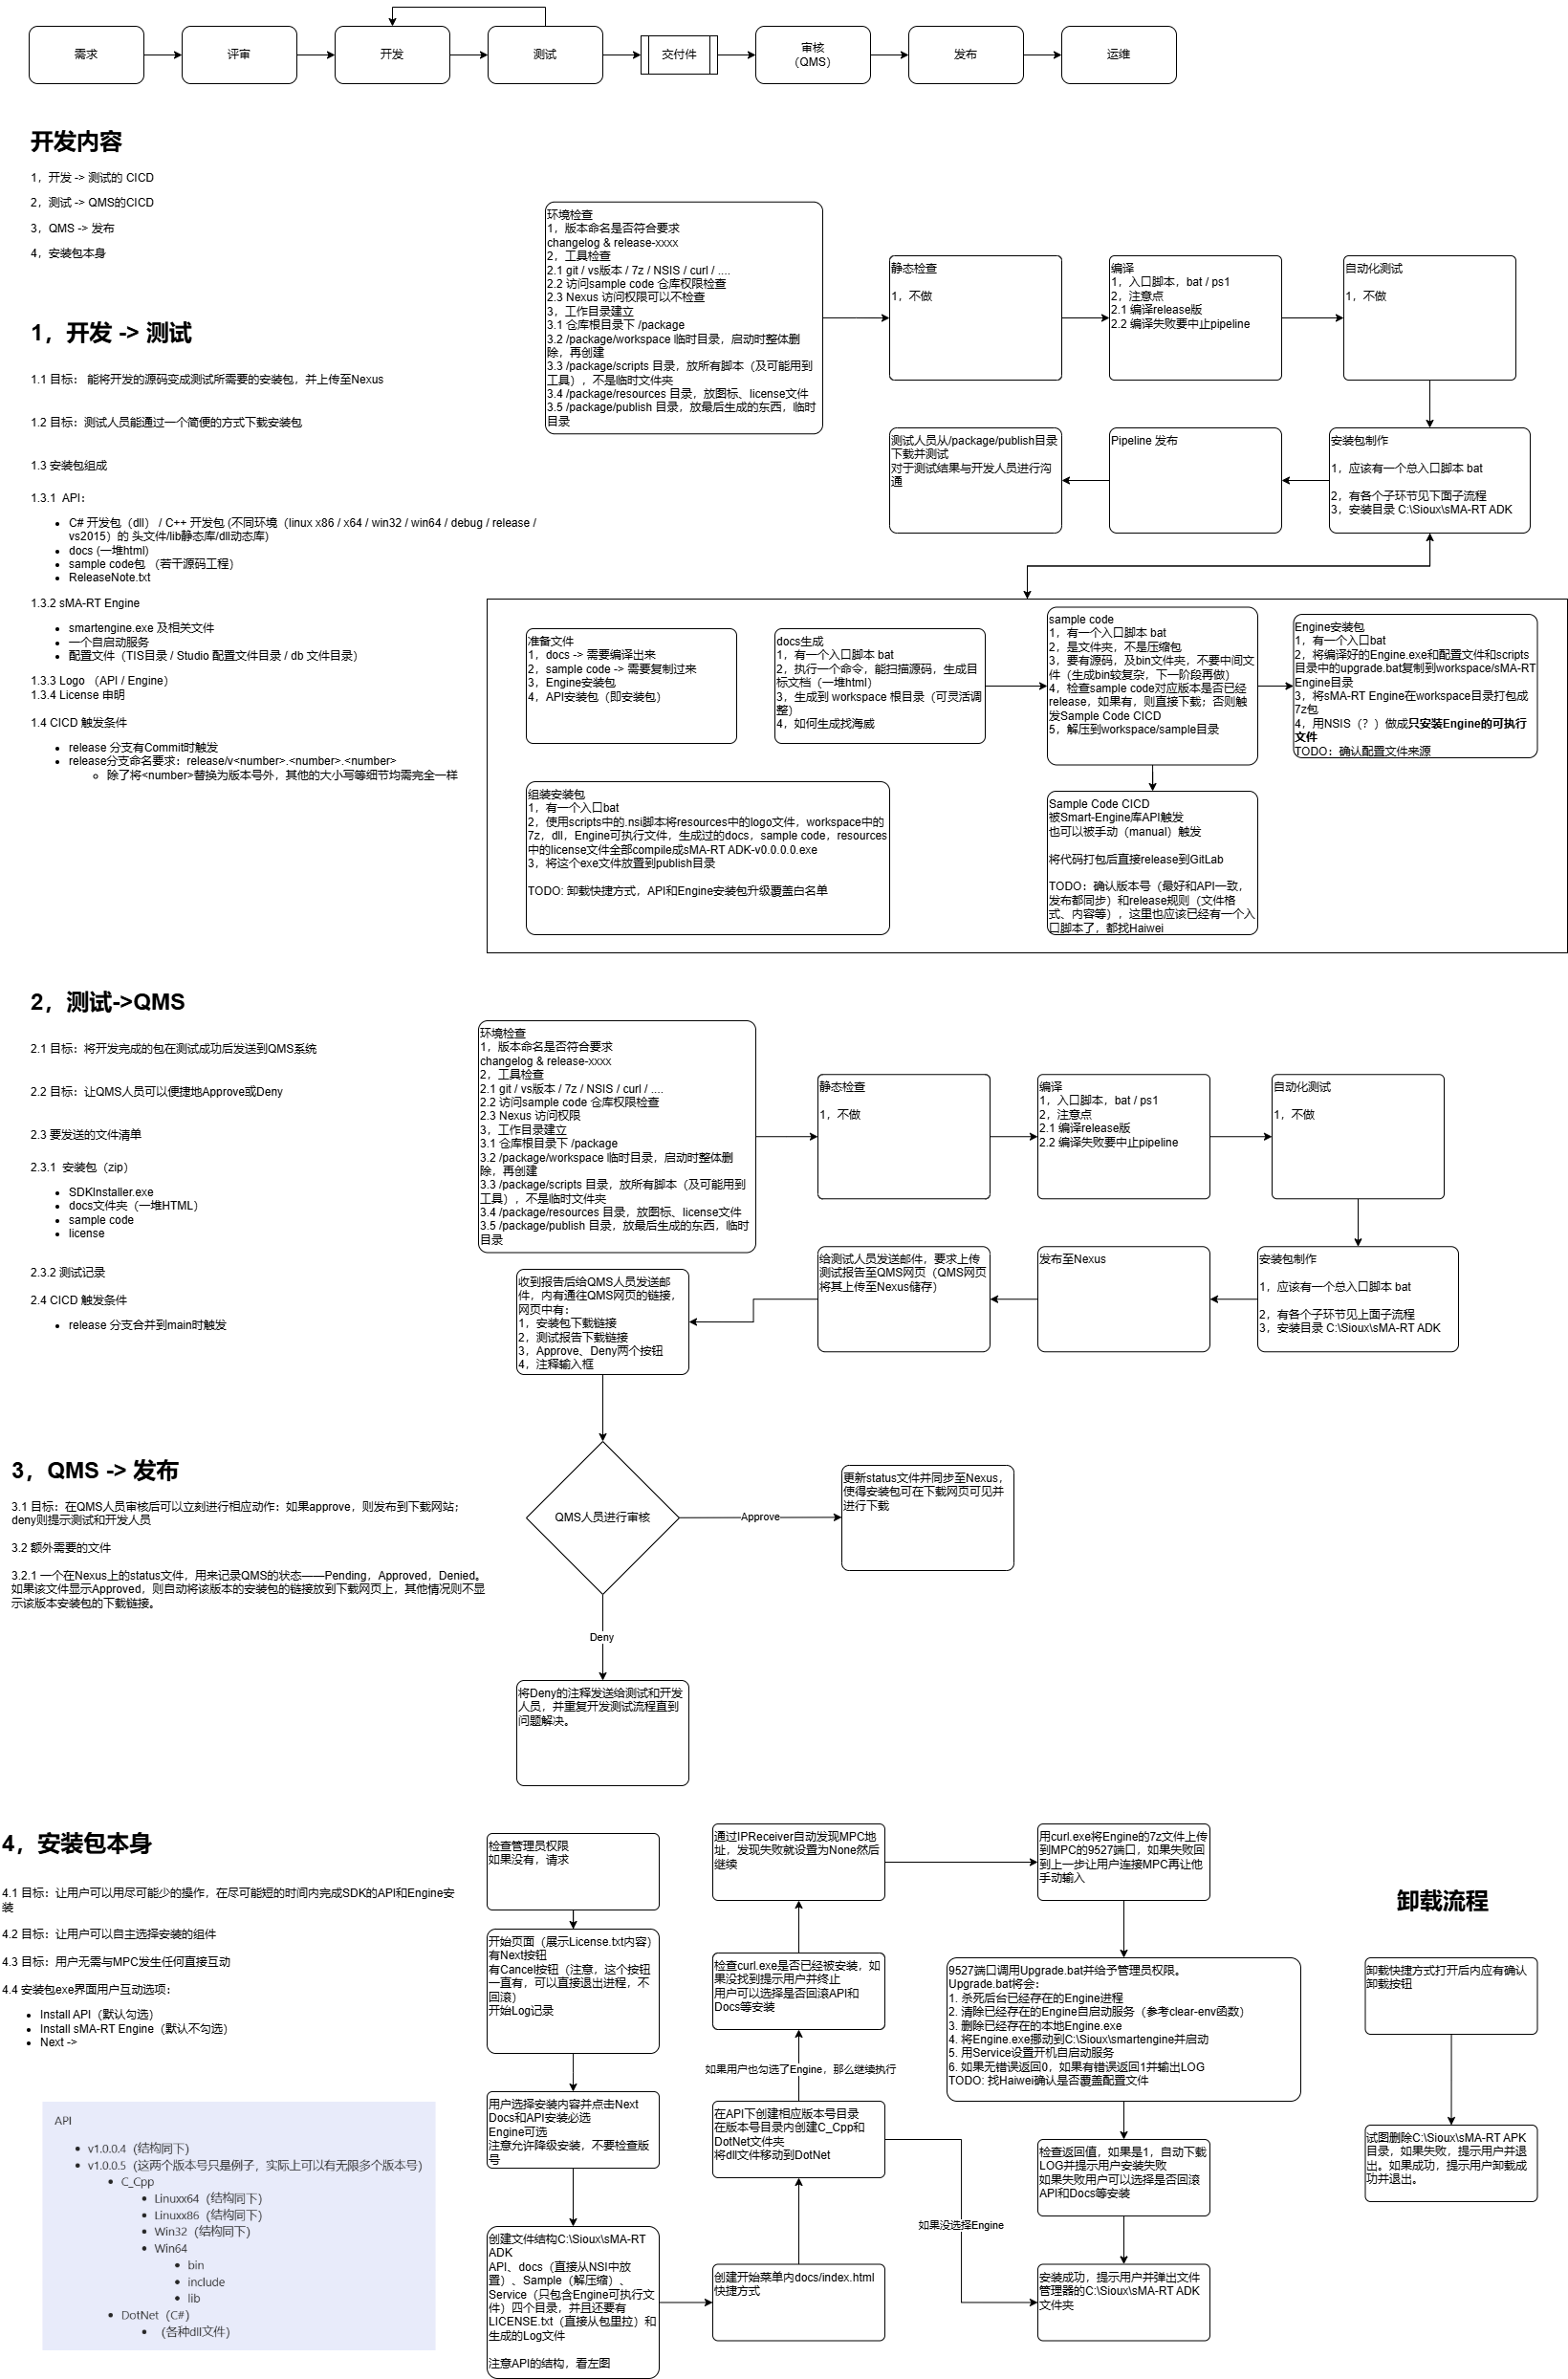 需求
评审
开发
测试
交付件
审核
（QMS）
发布
运维
开发内容
1，开发 -> 测试的 CICD
2，测试 -> QMS的CICD
3，QMS -> 发布
4，安装包本身
环境检查
1，版本命名是否符合要求
changelog & release-xxxx
2，工具检查
2.1 git / vs版本 / 7z / NSIS / curl / ....
2.2 访问sample code 仓库权限检查
2.3 Nexus 访问权限可以不检查
3，工作目录建立
3.1 仓库根目录下 /package
3.2 /package/workspace 临时目录，启动时整体删
除，再创建
3.3 /package/scripts 目录，放所有脚本（及可能用到
工具），不是临时文件夹
3.4 /package/resources 目录，放图标、license文件
3.5 /package/publish 目录，放最后生成的东西，临时
目录
静态检查
1，不做
编译
1，入口脚本，bat / ps1
2，注意点
2.1 编译release版
2.2 编译失败要中止pipeline
自动化测试
1，不做
安装包制作
1，应该有一个总入口脚本 bat
2，有各个子环节见下面子流程
3，安装目录 C:\Sioux\sMA-RT ADK
Pipeline 发布
测试人员从/package/publish目录
下载并测试
对于测试结果与开发人员进行沟
通
1，开发 -> 测试
1.1 目标： 能将开发的源码变成测试所需要的安装包，并上传至Nexus
1.2 目标：测试人员能通过一个简便的方式下载安装包
1.3 安装包组成
1.3.1 API：
C# 开发包（dll） / C++ 开发包 (不同环境（linux x86 / x64 / win32 / win64 / debug / release /
vs2015）的 头文件/lib静态库/dll动态库)
docs (一堆html)
sample code包 （若干源码工程）
ReleaseNote.txt
1.3.2 sMA-RT Engine
smartengine.exe 及相关文件
一个自启动服务
配置文件（TIS目录 / Studio 配置文件目录 / db 文件目录）
1.3.3 Logo （API / Engine）
1.3.4 License 申明
1.4 CICD 触发条件
release 分支有Commit时触发
release分支命名要求：release/v<number>.<number>.<number>
除了将<number>替换为版本号外，其他的大小写等细节均需完全一样
准备文件
1，docs -> 需要编译出来
2，sample code -> 需要复制过来
3，Engine安装包
4，API安装包（即安装包）
docs生成
1，有一个入口脚本 bat
2，执行一个命令，能扫描源码，生成目
标文档（一堆html）
3，生成到 workspace 根目录（可灵活调
整）
4，如何生成找海威
sample code
1，有一个入口脚本 bat
2，是文件夹，不是压缩包
3，要有源码，及bin文件夹，不要中间文
件（生成bin较复杂，下一阶段再做）
4，检查sample code对应版本是否已经
release，如果有，则直接下载；否则触
发Sample Code CICD
5，解压到workspace/sample目录
Engine安装包
1，有一个入口bat
2，将编译好的Engine.exe和配置文件和scripts
目录中的upgrade.bat复制到workspace/sMA-RT
Engine目录
3，将sMA-RT Engine在workspace目录打包成
7z包
4，用NSIS（？）做成只安装Engine的可执行
文件
TODO：确认配置文件来源
组装安装包
1，有一个入口bat
2，使用scripts中的.nsi脚本将resources中的logo文件，workspace中的
7z，dll，Engine可执行文件，生成过的docs，sample code，resources
中的license文件全部compile成sMA-RT ADK-v0.0.0.0.exe
3，将这个exe文件放置到publish目录
TODO: 卸载快捷方式，API和Engine安装包升级覆盖白名单
Sample Code CICD
被Smart-Engine库API触发
也可以被手动（manual）触发
将代码打包后直接release到GitLab
TODO：确认版本号（最好和API一致，
发布都同步）和release规则（文件格
式、内容等），这里也应该已经有一个入
口脚本了，都找Haiwei
2，测试->QMS
2.1 目标：将开发完成的包在测试成功后发送到QMS系统
2.2 目标：让QMS人员可以便捷地Approve或Deny
2.3 要发送的文件清单
2.3.1 安装包（zip）
SDKInstaller.exe
docs文件夹（一堆HTML）
sample code
license
2.3.2 测试记录
2.4 CICD 触发条件
release 分支合并到main时触发
环境检查
1，版本命名是否符合要求
changelog & release-xxxx
2，工具检查
2.1 git / vs版本 / 7z / NSIS / curl / ....
2.2 访问sample code 仓库权限检查
2.3 Nexus 访问权限
3，工作目录建立
3.1 仓库根目录下 /package
3.2 /package/workspace 临时目录，启动时整体删
除，再创建
3.3 /package/scripts 目录，放所有脚本（及可能用到
工具），不是临时文件夹
3.4 /package/resources 目录，放图标、license文件
3.5 /package/publish 目录，放最后生成的东西，临时
目录
静态检查
1，不做
编译
1，入口脚本，bat / ps1
2，注意点
2.1 编译release版
2.2 编译失败要中止pipeline
自动化测试
1，不做
安装包制作
1，应该有一个总入口脚本 bat
2，有各个子环节见上面子流程
3，安装目录 C:\Sioux\sMA-RT ADK
发布至Nexus
给测试人员发送邮件，要求上传
测试报告至QMS网页（QMS网页
将其上传至Nexus储存）
收到报告后给QMS人员发送邮
件，内有通往QMS网页的链接，
网页中有：
1，安装包下载链接
2，测试报告下载链接
3，Approve、Deny两个按钮
4，注释输入框
3，QMS -> 发布
3.1 目标：在QMS人员审核后可以立刻进行相应动作：如果approve，则发布到下载网站；
deny则提示测试和开发人员
3.2 额外需要的文件
3.2.1 一个在Nexus上的status文件，用来记录QMS的状态——Pending，Approved，Denied。
如果该文件显示Approved，则自动将该版本的安装包的链接放到下载网页上，其他情况则不显
示该版本安装包的下载链接。
QMS人员进行审核
Approve
更新status文件并同步至Nexus，
使得安装包可在下载网页可见并
进行下载
Deny
将Deny的注释发送给测试和开发
人员，并重复开发测试流程直到
问题解决。
4，安装包本身
4.1 目标：让用户可以用尽可能少的操作，在尽可能短的时间内完成SDK的API和Engine安
装
4.2 目标：让用户可以自主选择安装的组件
4.3 目标：用户无需与MPC发生任何直接互动
4.4 安装包exe界面用户互动选项：
Install API（默认勾选）
Install sMA-RT Engine（默认不勾选）
Next ->
API
v1.0.0.4（结构同下）
v1.0.0.5（这两个版本号只是例子，实际上可以有无限多个版本号）
C_Cpp
Linuxx64（结构同下）
Linuxx86（结构同下）
Win32（结构同下）
Win64
bin
include
lib
DotNet（C#）
（各种dll文件）
检查管理员权限
如果没有，请求
开始页面（展示License.txt内容）
有Next按钮
有Cancel按钮（注意，这个按钮
一直有，可以直接退出进程，不
回滚）
开始Log记录
用户选择安装内容并点击Next
Docs和API安装必选
Engine可选
注意允许降级安装，不要检查版
号
创建文件结构C:\Sioux\sMA-RT
ADK
API、docs（直接从NSI中放
置）、Sample（解压缩）、
Service（只包含Engine可执行文
件）四个目录，并且还要有
LICENSE.txt（直接从包里拉）和
生成的Log文件
注意API的结构，看左图
创建开始菜单内docs/index.html
快捷方式
在API下创建相应版本号目录
在版本号目录内创建C_Cpp和
DotNet文件夹
将dll文件移动到DotNet
如果用户也勾选了Engine，那么继续执行
检查curl.exe是否已经被安装，如
果没找到提示用户并终止
用户可以选择是否回滚API和
Docs等安装
通过IPReceiver自动发现MPC地
址，发现失败就设置为None然后
继续
用curl.exe将Engine的7z文件上传
到MPC的9527端口，如果失败回
到上一步让用户连接MPC再让他
手动输入
9527端口调用Upgrade.bat并给予管理员权限。
Upgrade.bat将会：
1. 杀死后台已经存在的Engine进程
2. 清除已经存在的Engine自启动服务（参考clear-env函数）
3. 删除已经存在的本地Engine.exe
4. 将Engine.exe挪动到C:\Sioux\smartengine并启动
5. 用Service设置开机自启动服务
6. 如果无错误返回0，如果有错误返回1并输出LOG
TODO: 找Haiwei确认是否覆盖配置文件
检查返回值，如果是1，自动下载
LOG并提示用户安装失败
如果失败用户可以选择是否回滚
API和Docs等安装
如果没选择Engine
安装成功，提示用户并弹出文件
管理器的C:\Sioux\sMA-RT ADK
文件夹
卸载流程
卸载快捷方式打开后内应有确认
卸载按钮
试图删除C:\Sioux\sMA-RT APK
目录，如果失败，提示用户并退
出。如果成功，提示用户卸载成
功并退出。